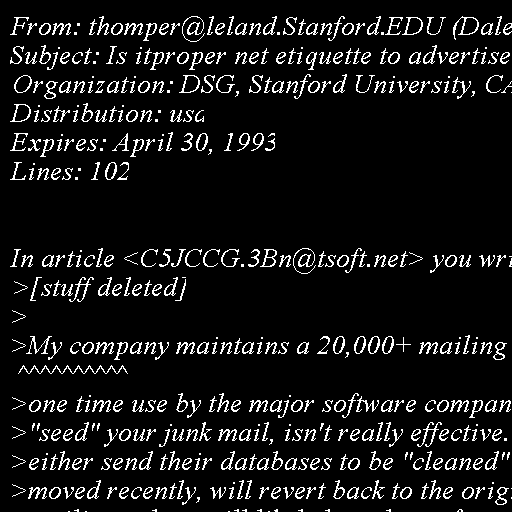 From: thomper@leland.Stanford.EDU (Dale
Subject: Is itproper net etiquette to advertise
Organization: DSG, Stanford University, CA
Distribution: usa
Expires: April 30, 1993
Lines: 102
In article <C5JCCG.3Bn@tsoft.net> you wri
>[stuff deleted]
>
>My company maintains a 20,000+ mailing
^^^^^^^^^^
>one time use by the major software compan
>"seed" your junk mail, isn't really effective.
>either send their databases to be "cleaned"
>moved recently, will revert back to the orig